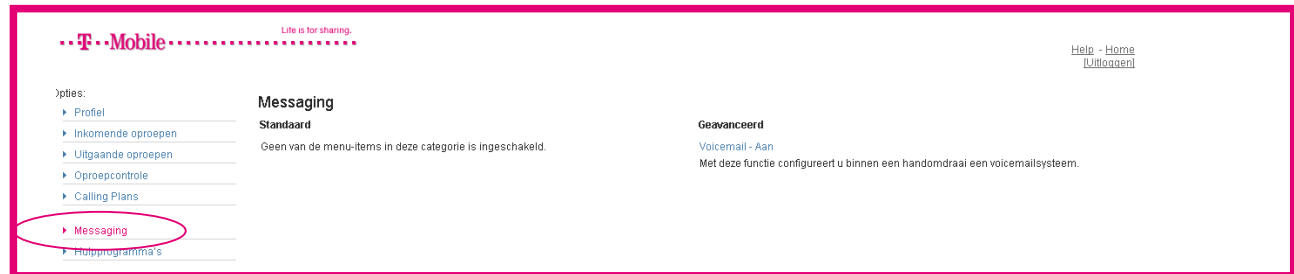 Life is for sharing.
T Mobile
Help - Home
[Uitloggen]
Opties:
Profiel
Inkomende oproepen
Uitgaande oproepen
Oproepcontrole
Calling Plans
Messaging
Hulpprogramma's
Messaging
Standaard
Geen van de menu-items in deze categorie is ingeschakeld.
Geavanceerd
Voicemail - Aan
Met deze functie configureert u binnen een handomdraai een voicemailsysteem.